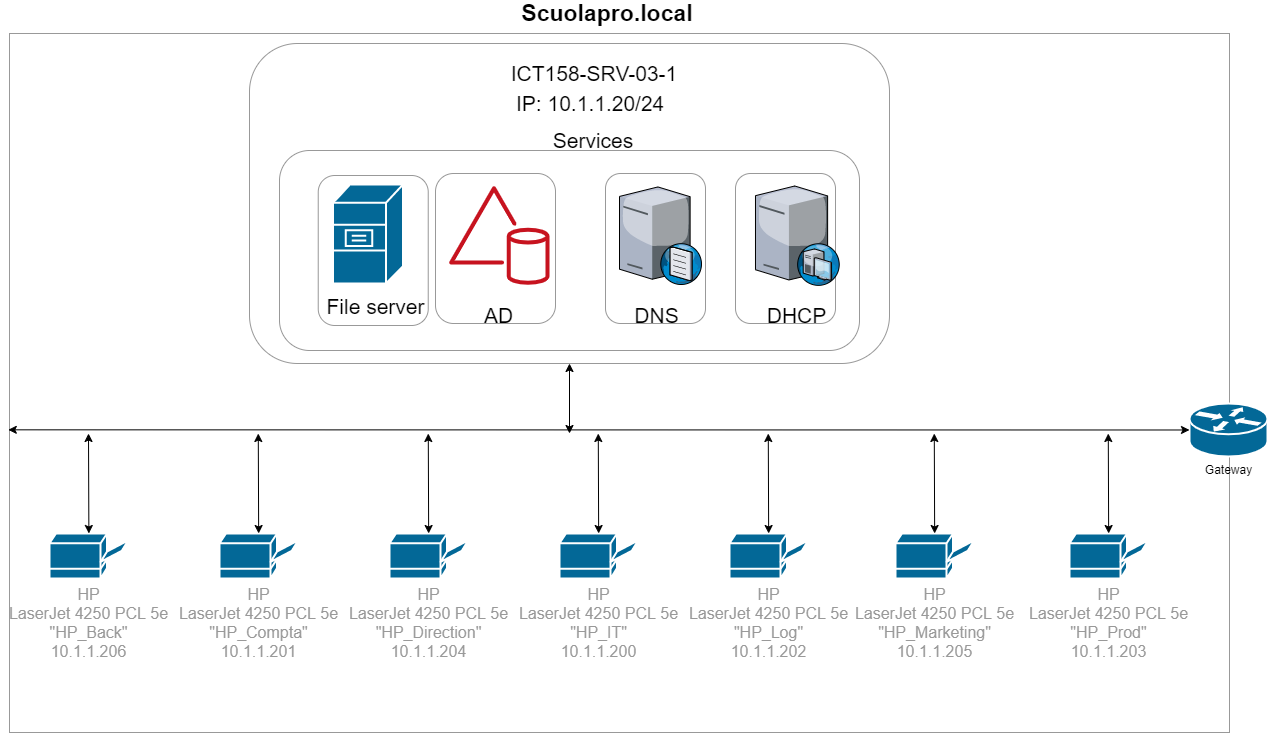 Scuolapro.local
ICT158-SRV-03-1
IP: 10.1.1.20/24
Services
File server
AD
DNS
DHCP
Gateway
HP
LaserJet 4250 PCL 5e
"HP_Back"
10.1.1.206
HP
LaserJet 4250 PCL 5e
"HP_Compta"
10.1.1.201
HP
LaserJet 4250 PCL 5e
"HP_Direction"
10.1.1.204
HP
LaserJet 4250 PCL 5e
"HP_IT"
10.1.1.200
HP
LaserJet 4250 PCL 5e
"HP_Log"
10.1.1.202
HP
LaserJet 4250 PCL 5e
"HP_Marketing"
10.1.1.205
HP
LaserJet 4250 PCL 5e
"HP_Prod"
10.1.1.203